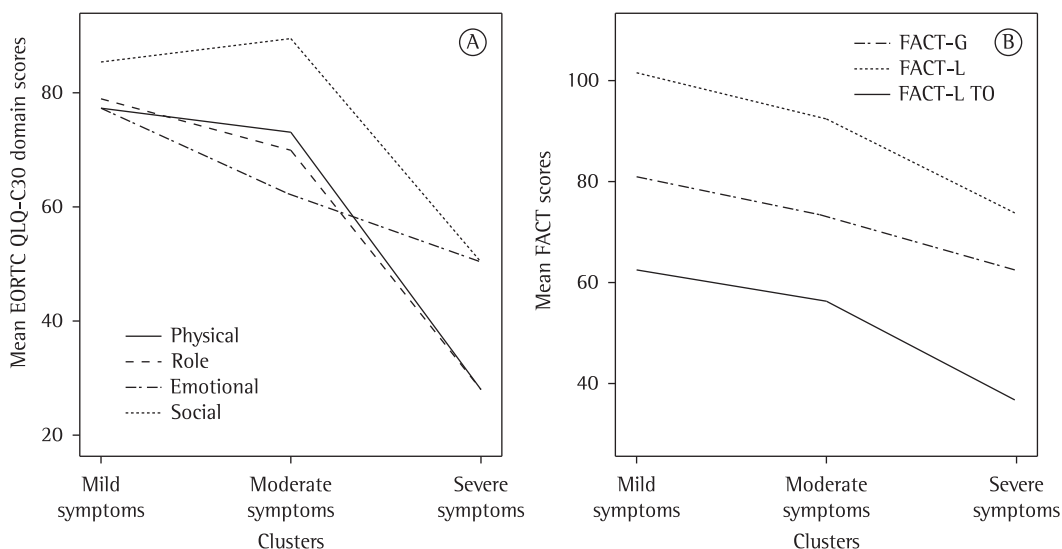 Mean EORTC QLQ-C30 domain scores
80
60
40
20
A
Physical
Role
Emotional
Social
Mild
symptoms
Moderate
symptoms
Severe
symptoms
Clusters
Mean FACT scores
100
80
60
40
B
FACT-G
FACT-L
FACT-L TO
Mild
symptoms
Moderate
symptoms
Severe
symptoms
Clusters